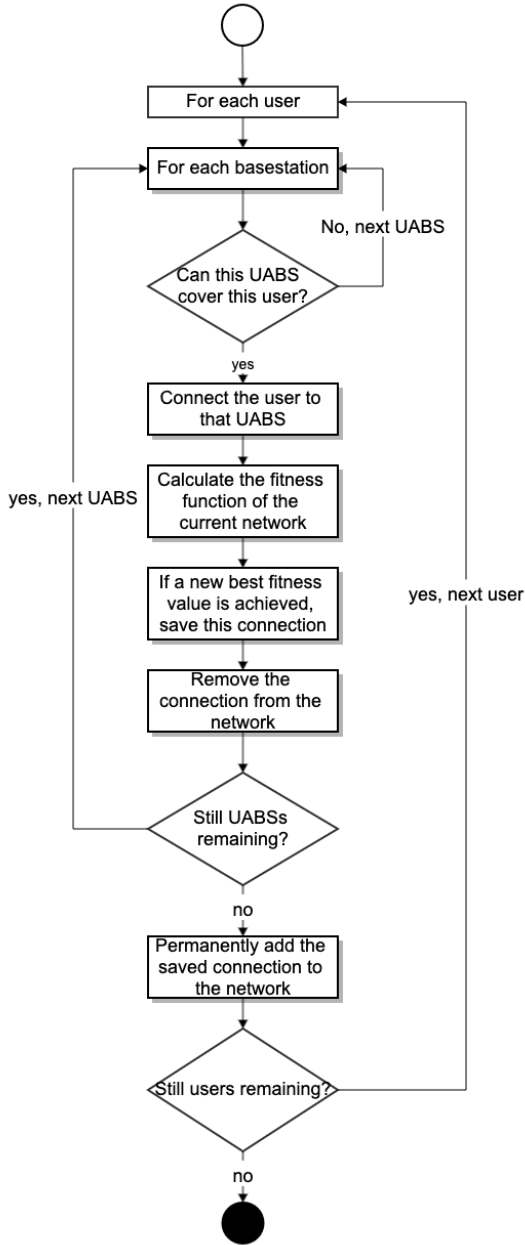 For each user
For each basestation
No, next UABS
Can this UABS
cover this user?
yes
Connect the user to
that UABS
Calculate the fitness
function of the
current network
yes, next UABS
If a new best fitness
value is achieved,
save this connection
yes, next user
Remove the
connection from the
network
Still UABSs
remaining?
no
Permanently add the
saved connection to
the network
Still users remaining?
no